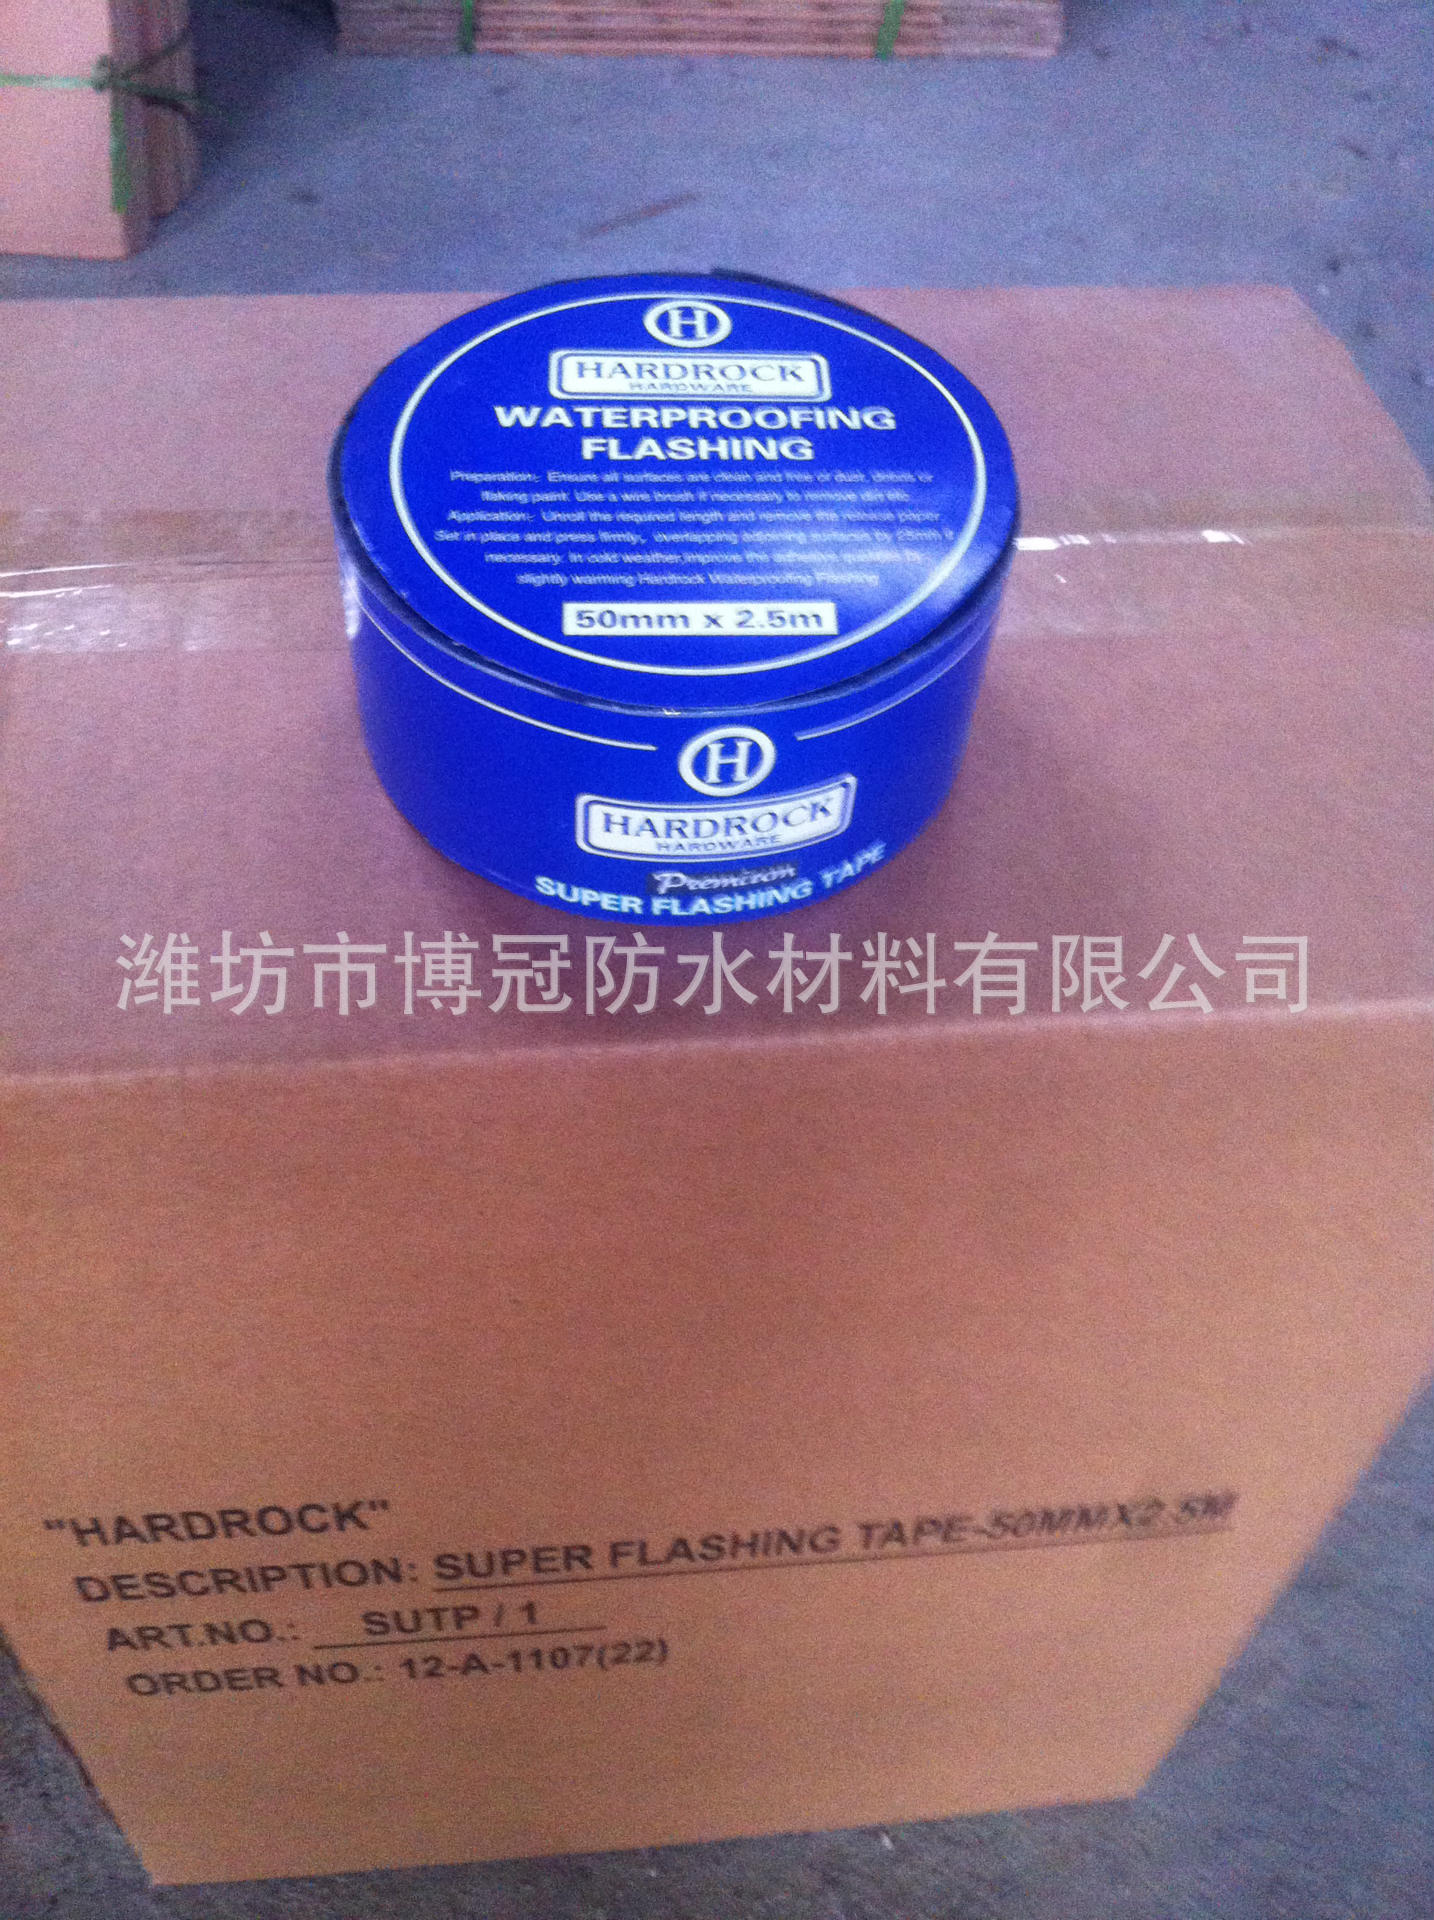 H
HARDROCK
HARDWARE
WATERPROOFING
FLASHING
Preparation: Ensure all surfaces are clean and free of dust, debris or
flaking paint. Use a wire brush if necessary to remove dirt etc.
Application: Unroll the required length and remove the release paper.
Set in place and press firmly, overlapping adjoining surfaces by 25mm if
necessary. In cold weather, improve the adhesion by
slightly warming Hardrock Waterproofing Flashing
50mm x 2.5m
H
HARDROCK
HARDWARE
Premium
SUPER FLASHING TAPE
潍坊市博冠防水材料有限公司
"HARDROCK"
DESCRIPTION: SUPER FLASHING TAPE-50MMX2.5M
ART.NO.: SUTP / 1
ORDER NO.: 12-A-1107(22)